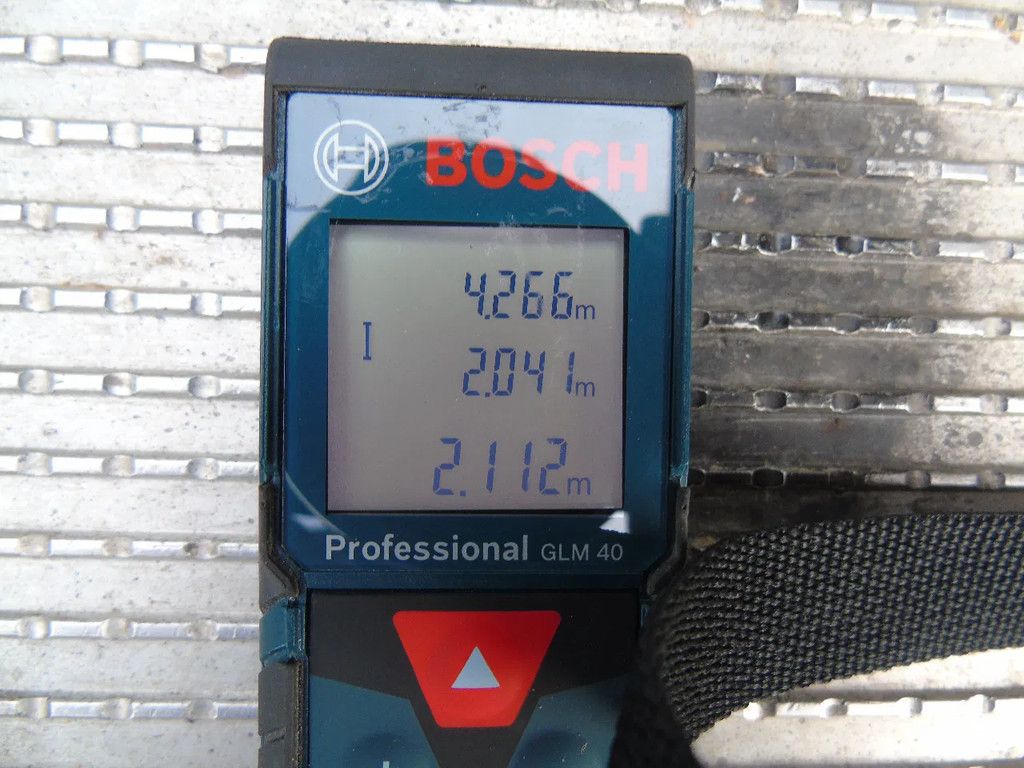 BOSCH
4.266m
2.041m
2.112m
Professional GLM 40